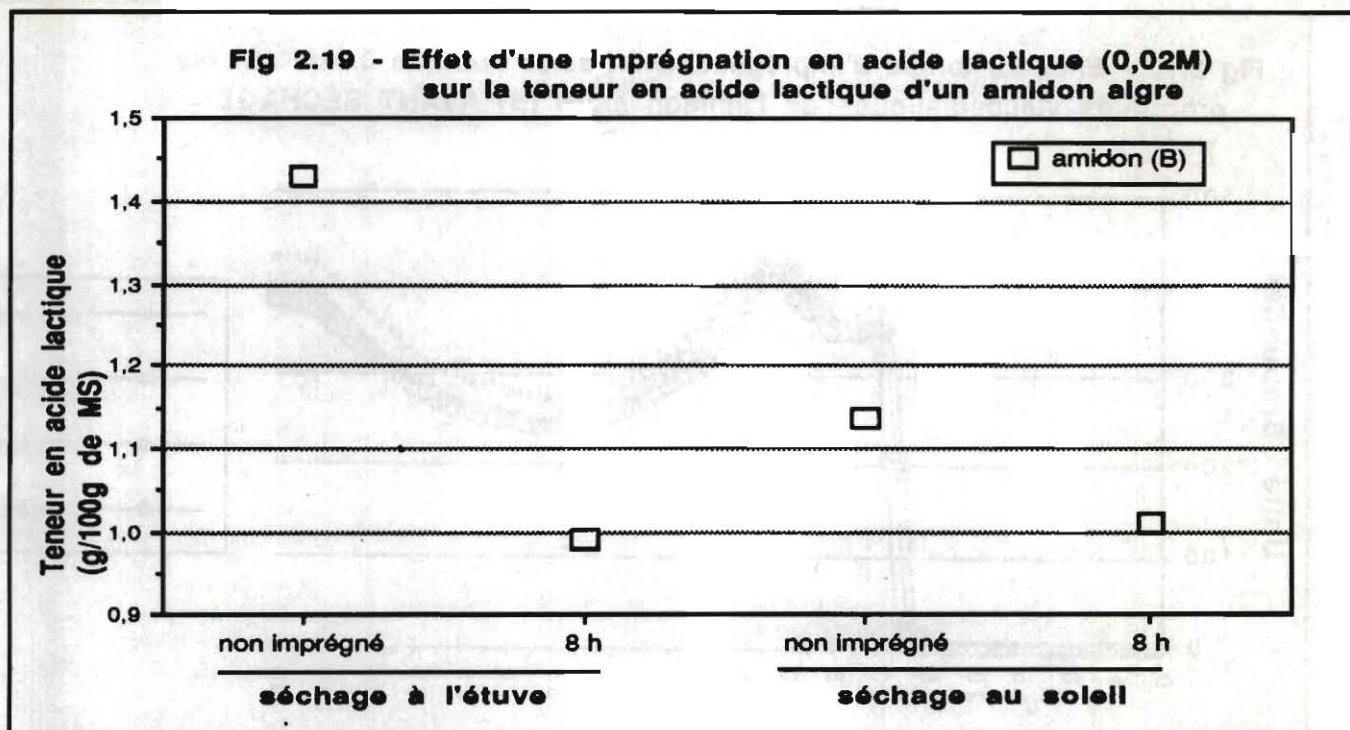 Fig 2.19 - Effet d'une imprégnation en acide lactique (0,02M)
sur la teneur en acide lactique d'un amidon aigre
amidon (B)
Teneur en acide lactique
(g/100g de MS)
1,5
1,4
1,3
1,2
1,1
1,0
0,9
non imprégné 8 h non imprégné 8 h
séchage à l'étuve séchage au soleil